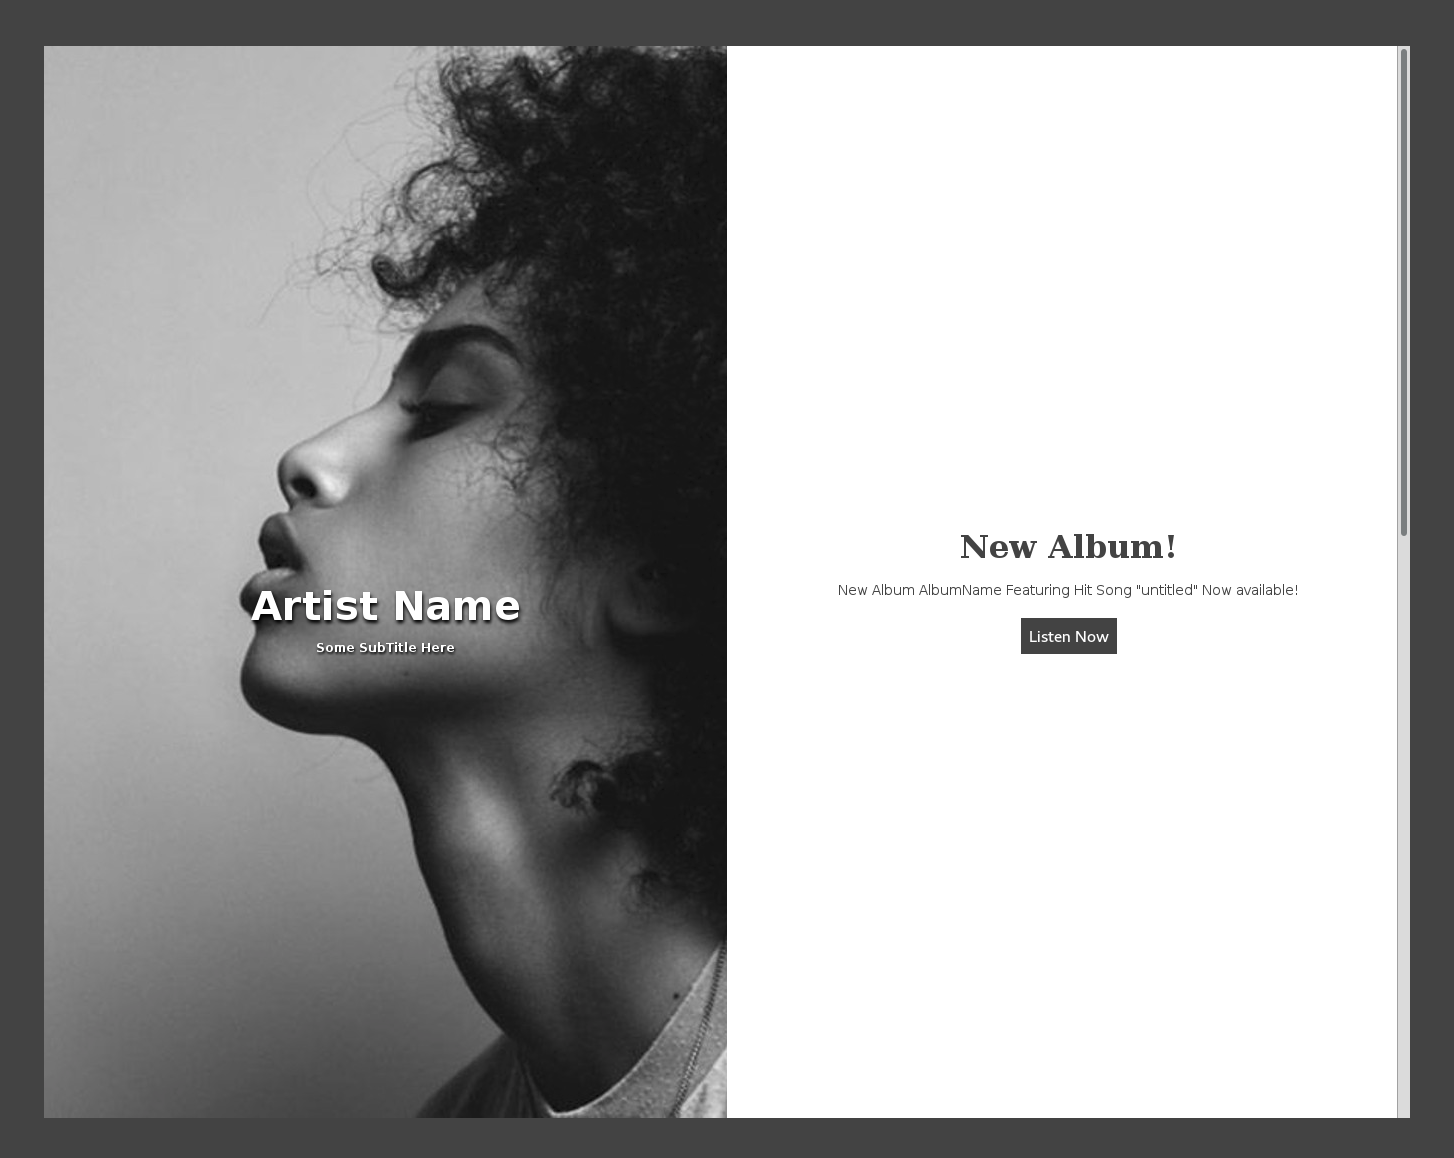 Artist Name
Some SubTitle Here
New Album!
New Album AlbumName Featuring Hit Song "untitled" Now available!
Listen Now